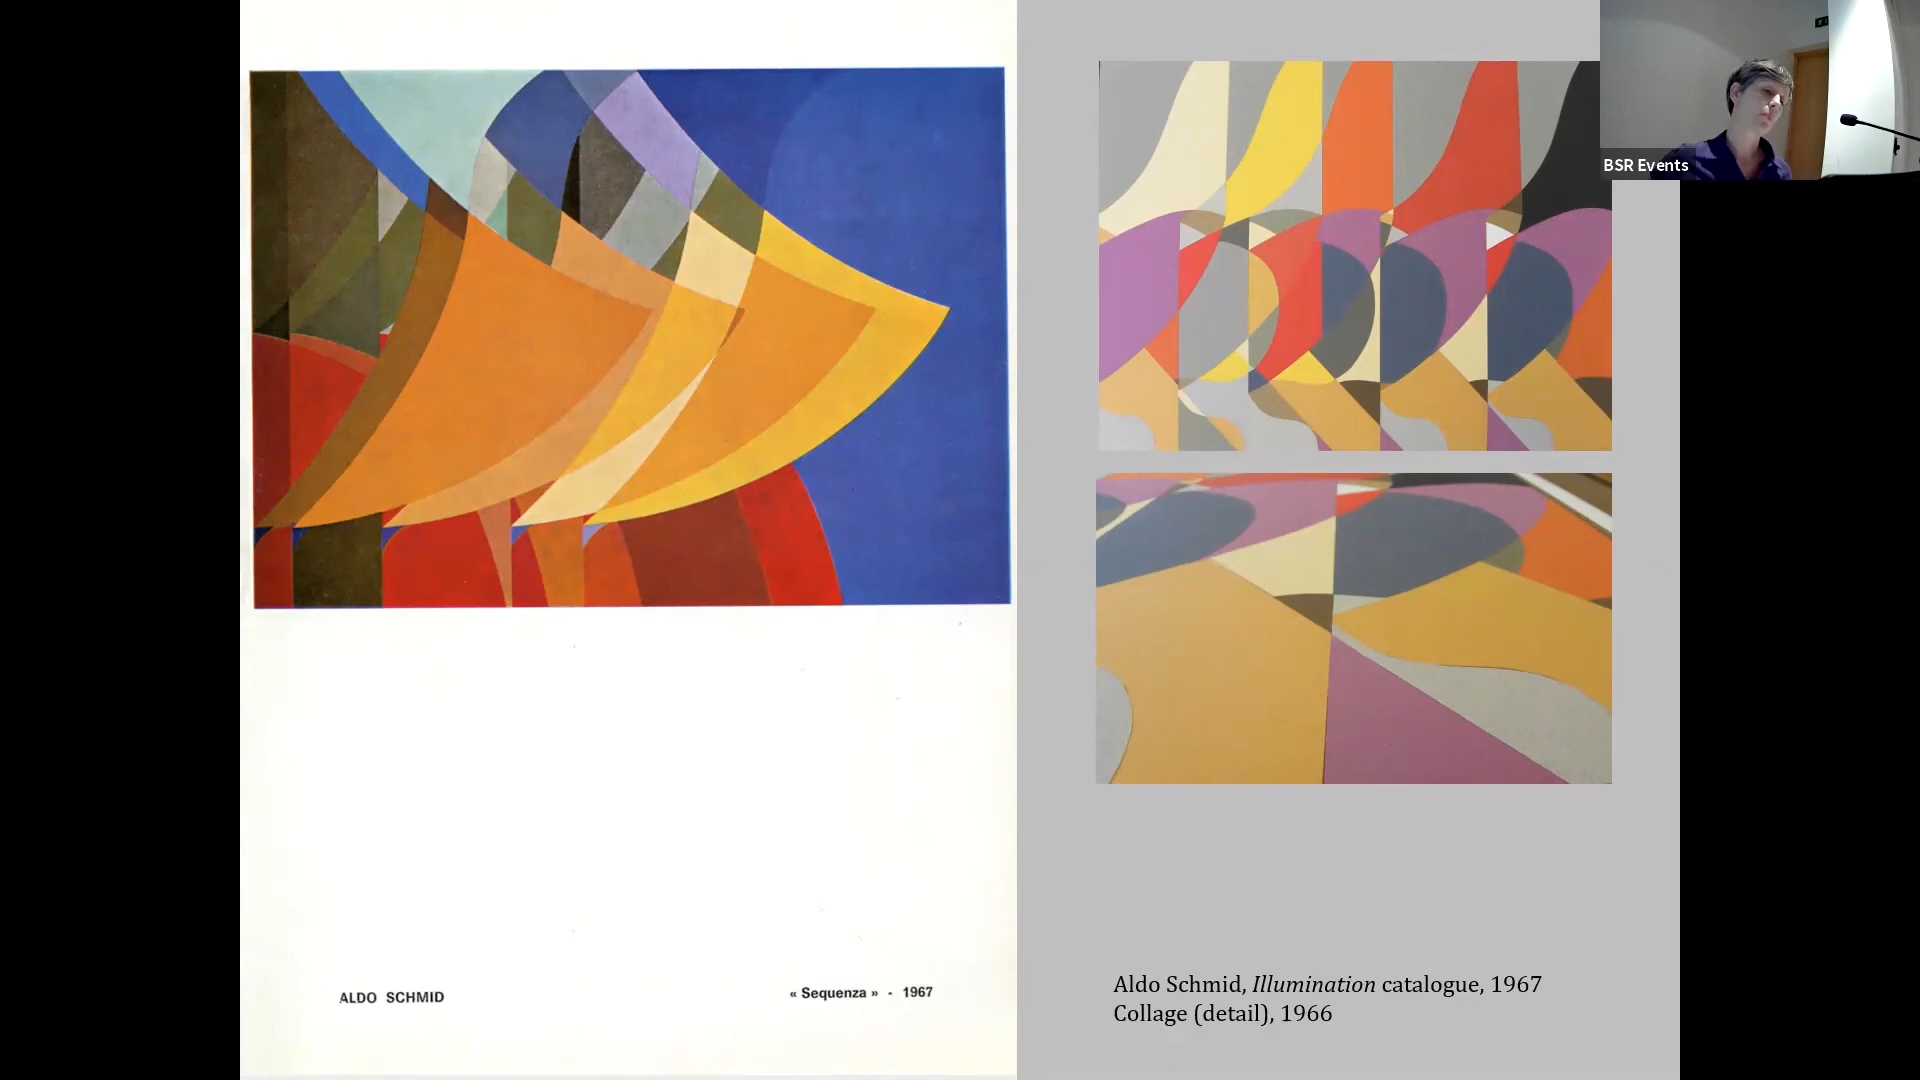 BSR Events
ALDO SCHMID
« Sequenza » - 1967
Aldo Schmid, Illumination catalogue, 1967
Collage (detail), 1966